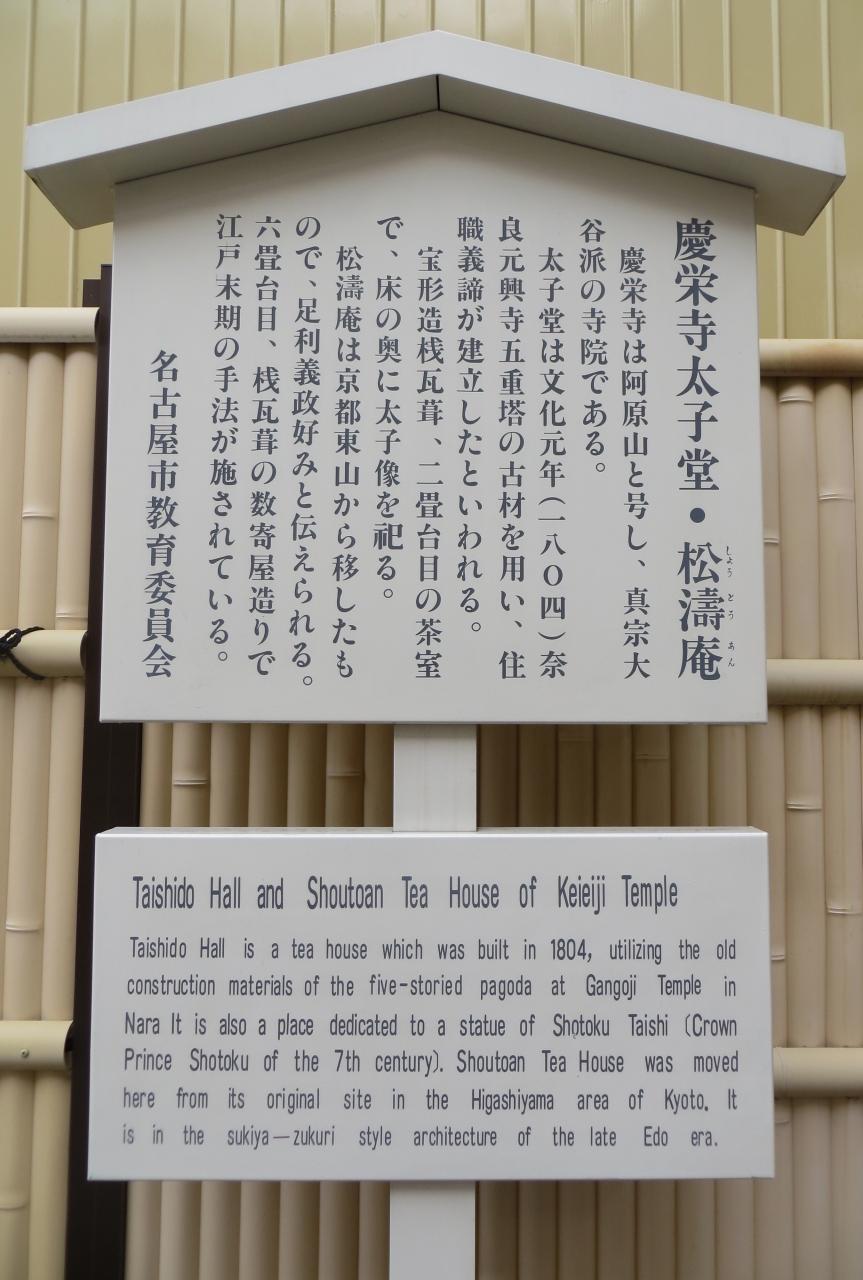 慶栄寺太子堂・松濤庵
しょうとうあん
慶栄寺は阿原山と号し、真宗大
谷派の寺院である。
太子堂は文化元年(一八〇四)奈
良元興寺五重塔の古材を用い、住
職義諦が建立したといわれる。
宝形造桟瓦葺、二畳台目の茶室
で、床の奥に太子像を祀る。
松濤庵は京都東山から移したも
ので、足利義政好みと伝えられる。
六畳台目、桟瓦葺の数寄屋造りで
江戸末期の手法が施されている。
名古屋市教育委員会
Taishido Hall and Shoutoan Tea House of Keieiji Temple
Taishido Hall is a tea house which was built in 1804, utilizing the old
construction materials of the five-storied pagoda at Gangoji Temple in
Nara It is also a place dedicated to a statue of Shotoku Taishi (Crown
Prince Shotoku of the 7th century). Shoutoan Tea House was moved
here from its original site in the Higashiyama area of Kyoto. It
is in the sukiya—zukuri style architecture of the late Edo era.